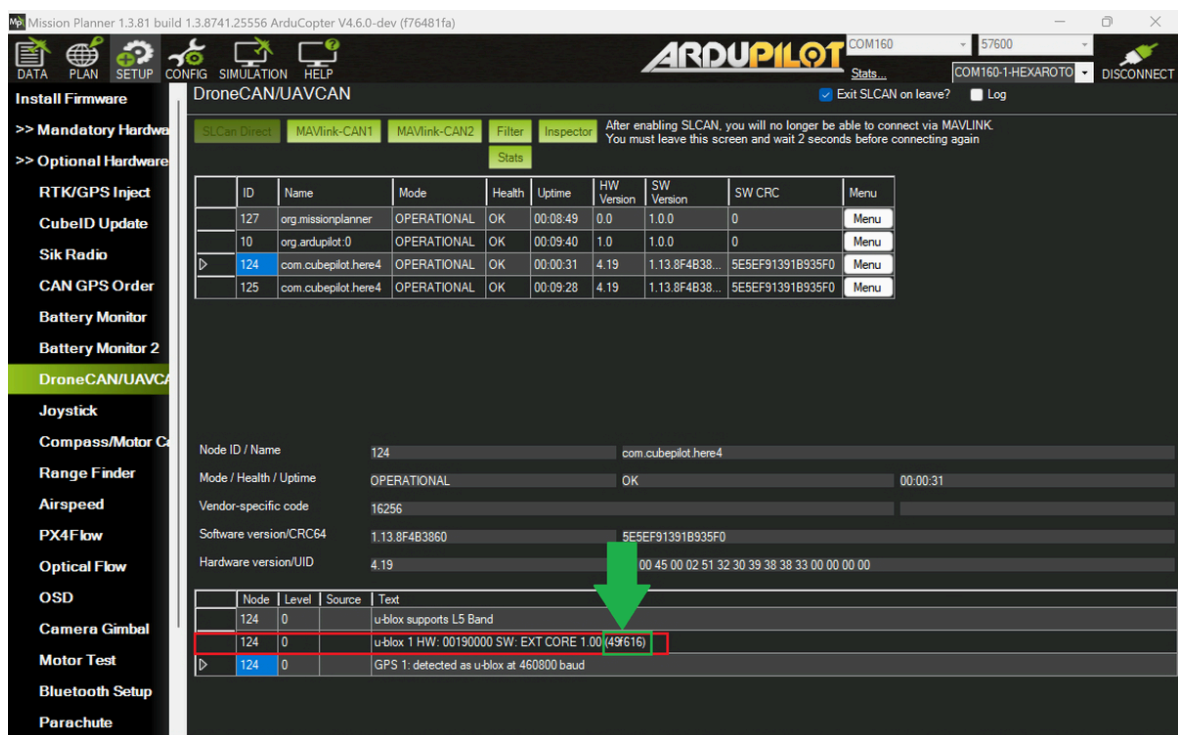 Mission Planner 1.3.81 build 1.3.8741.25556 ArduCopter V4.6.0-dev (f76481fa)
DATA PLAN SETUP CONFIG SIMULATION HELP
ARDUPILOT
COM160 57600
Stats... COM160-1-HEXAROTO DISCONNECT
Install Firmware
>> Mandatory Hardwa
>> Optional Hardware
RTK/GPS Inject
CubeID Update
Sik Radio
CAN GPS Order
Battery Monitor
Battery Monitor 2
DroneCAN/UAVCA
Joystick
Compass/Motor Ca
Range Finder
Airspeed
PX4Flow
Optical Flow
OSD
Camera Gimbal
Motor Test
Bluetooth Setup
Parachute
DroneCAN/UAVCAN
Exit SLCAN on leave? Log
SLCan Direct MAVlink-CAN1 MAVlink-CAN2 Filter Inspector
Stats
After enabling SLCAN, you will no longer be able to connect via MAVLINK.
You must leave this screen and wait 2 seconds before connecting again
ID Name Mode Health Uptime HW Version SW Version SW CRC Menu
127 org.missionplanner OPERATIONAL OK 00:08:49 0.0 1.0.0 0 Menu
10 org.ardupilot:0 OPERATIONAL OK 00:09:40 1.0 1.0.0 0 Menu
124 com.cubepilot.here4 OPERATIONAL OK 00:00:31 4.19 1.13.8F4B38... 5E5EF91391B935F0 Menu
125 com.cubepilot.here4 OPERATIONAL OK 00:09:28 4.19 1.13.8F4B38... 5E5EF91391B935F0 Menu
Node ID / Name 124 com.cubepilot.here4
Mode / Health / Uptime OPERATIONAL OK 00:00:31
Vendor-specific code 16256
Software version/CRC64 1.13.8F4B3860 5E5EF91391B935F0
Hardware version/UID 4.19 00 45 00 02 51 32 30 39 38 38 33 00 00 00 00
Node Level Source Text
124 0 u-blox supports L5 Band
124 0 u-blox 1 HW: 00190000 SW: EXT CORE 1.00 (49f616)
124 0 GPS 1: detected as u-blox at 460800 baud